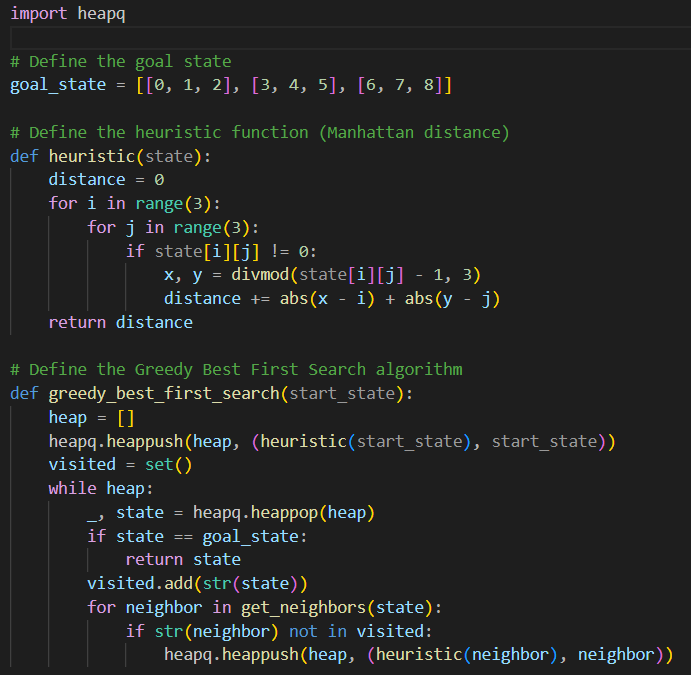 import heapq
# Define the goal state
goal_state = [[0, 1, 2], [3, 4, 5], [6, 7, 8]]
# Define the heuristic function (Manhattan distance)
def heuristic(state):
    distance = 0
    for i in range(3):
        for j in range(3):
            if state[i][j] != 0:
                x, y = divmod(state[i][j] - 1, 3)
                distance += abs(x - i) + abs(y - j)
    return distance
# Define the Greedy Best First Search algorithm
def greedy_best_first_search(start_state):
    heap = []
    heapq.heappush(heap, (heuristic(start_state), start_state))
    visited = set()
    while heap:
        _, state = heapq.heappop(heap)
        if state == goal_state:
            return state
        visited.add(str(state))
        for neighbor in get_neighbors(state):
            if str(neighbor) not in visited:
                heapq.heappush(heap, (heuristic(neighbor), neighbor))